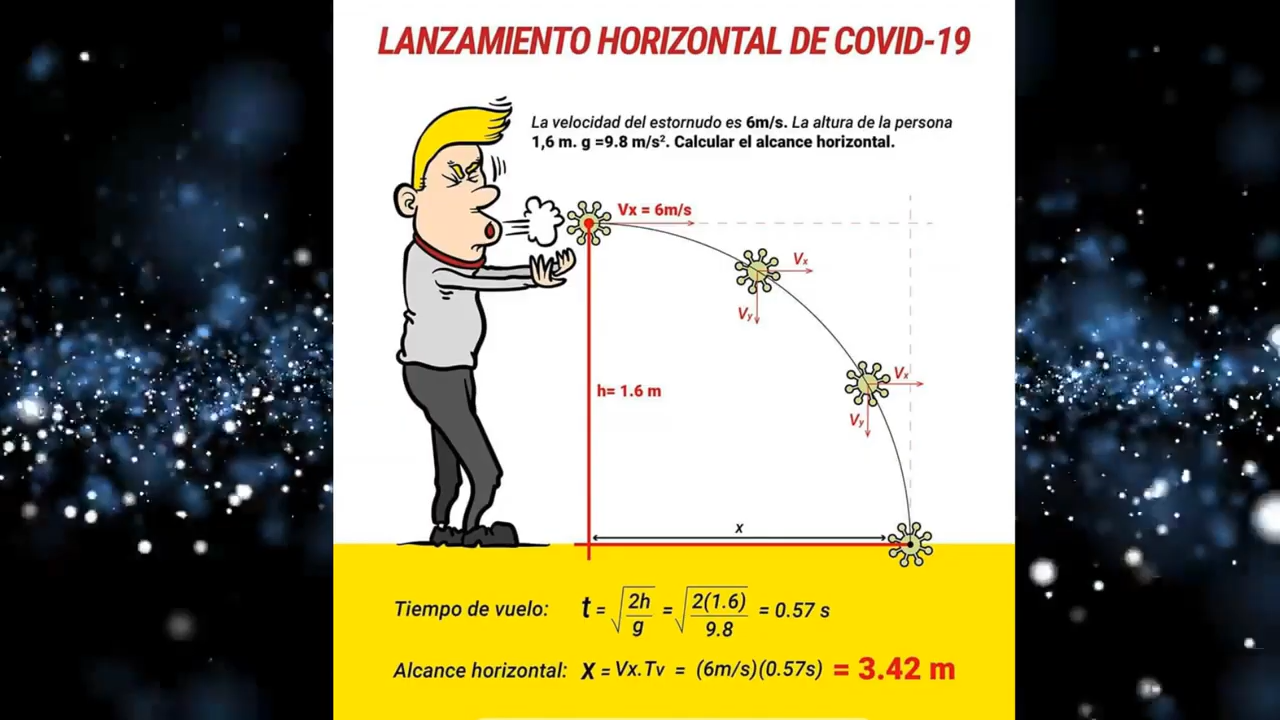 LANZAMIENTO HORIZONTAL DE COVID-19
La velocidad del estornudo es 6m/s. La altura de la persona
1,6 m. g =9.8 m/s². Calcular el alcance horizontal.
Vx = 6m/s
Vx
Vy
Vx
Vy
h= 1.6 m
x
Tiempo de vuelo: t = √(2h/g) = √(2(1.6)/9.8) = 0.57 s
Alcance horizontal: X = Vx.Tv = (6m/s)(0.57s) = 3.42 m